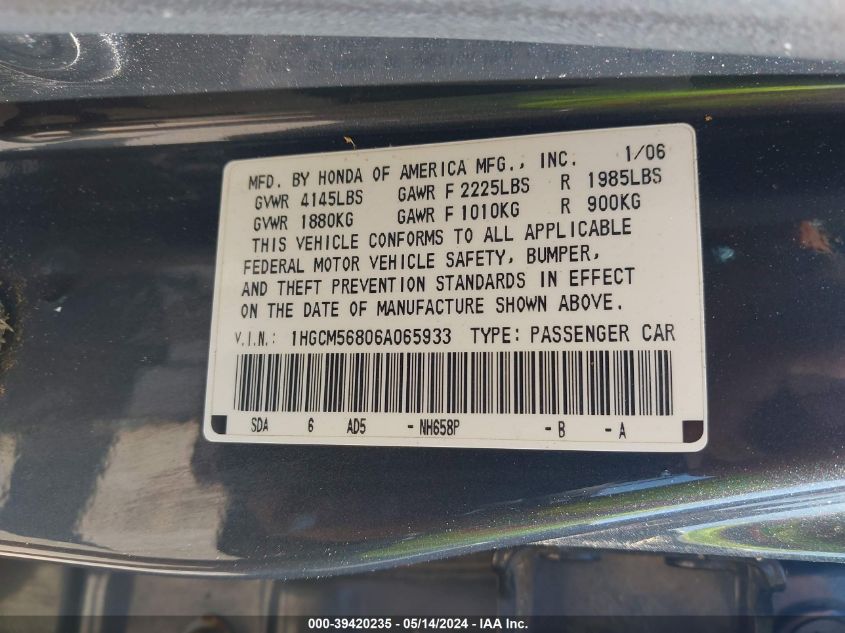 MFD. BY HONDA OF AMERICA MFG., INC. 1/06
GVWR 4145LBS GAWR F 2225LBS R 1985LBS
GVWR 1880KG GAWR F 1010KG R 900KG
THIS VEHICLE CONFORMS TO ALL APPLICABLE
FEDERAL MOTOR VEHICLE SAFETY, BUMPER,
AND THEFT PREVENTION STANDARDS IN EFFECT
ON THE DATE OF MANUFACTURE SHOWN ABOVE.
V.I.N.: 1HGCM56806A065933 TYPE: PASSENGER CAR
SDA 6 AD5 - NH658P - B - A
000-39420235 - 05/14/2024 - IAA Inc.